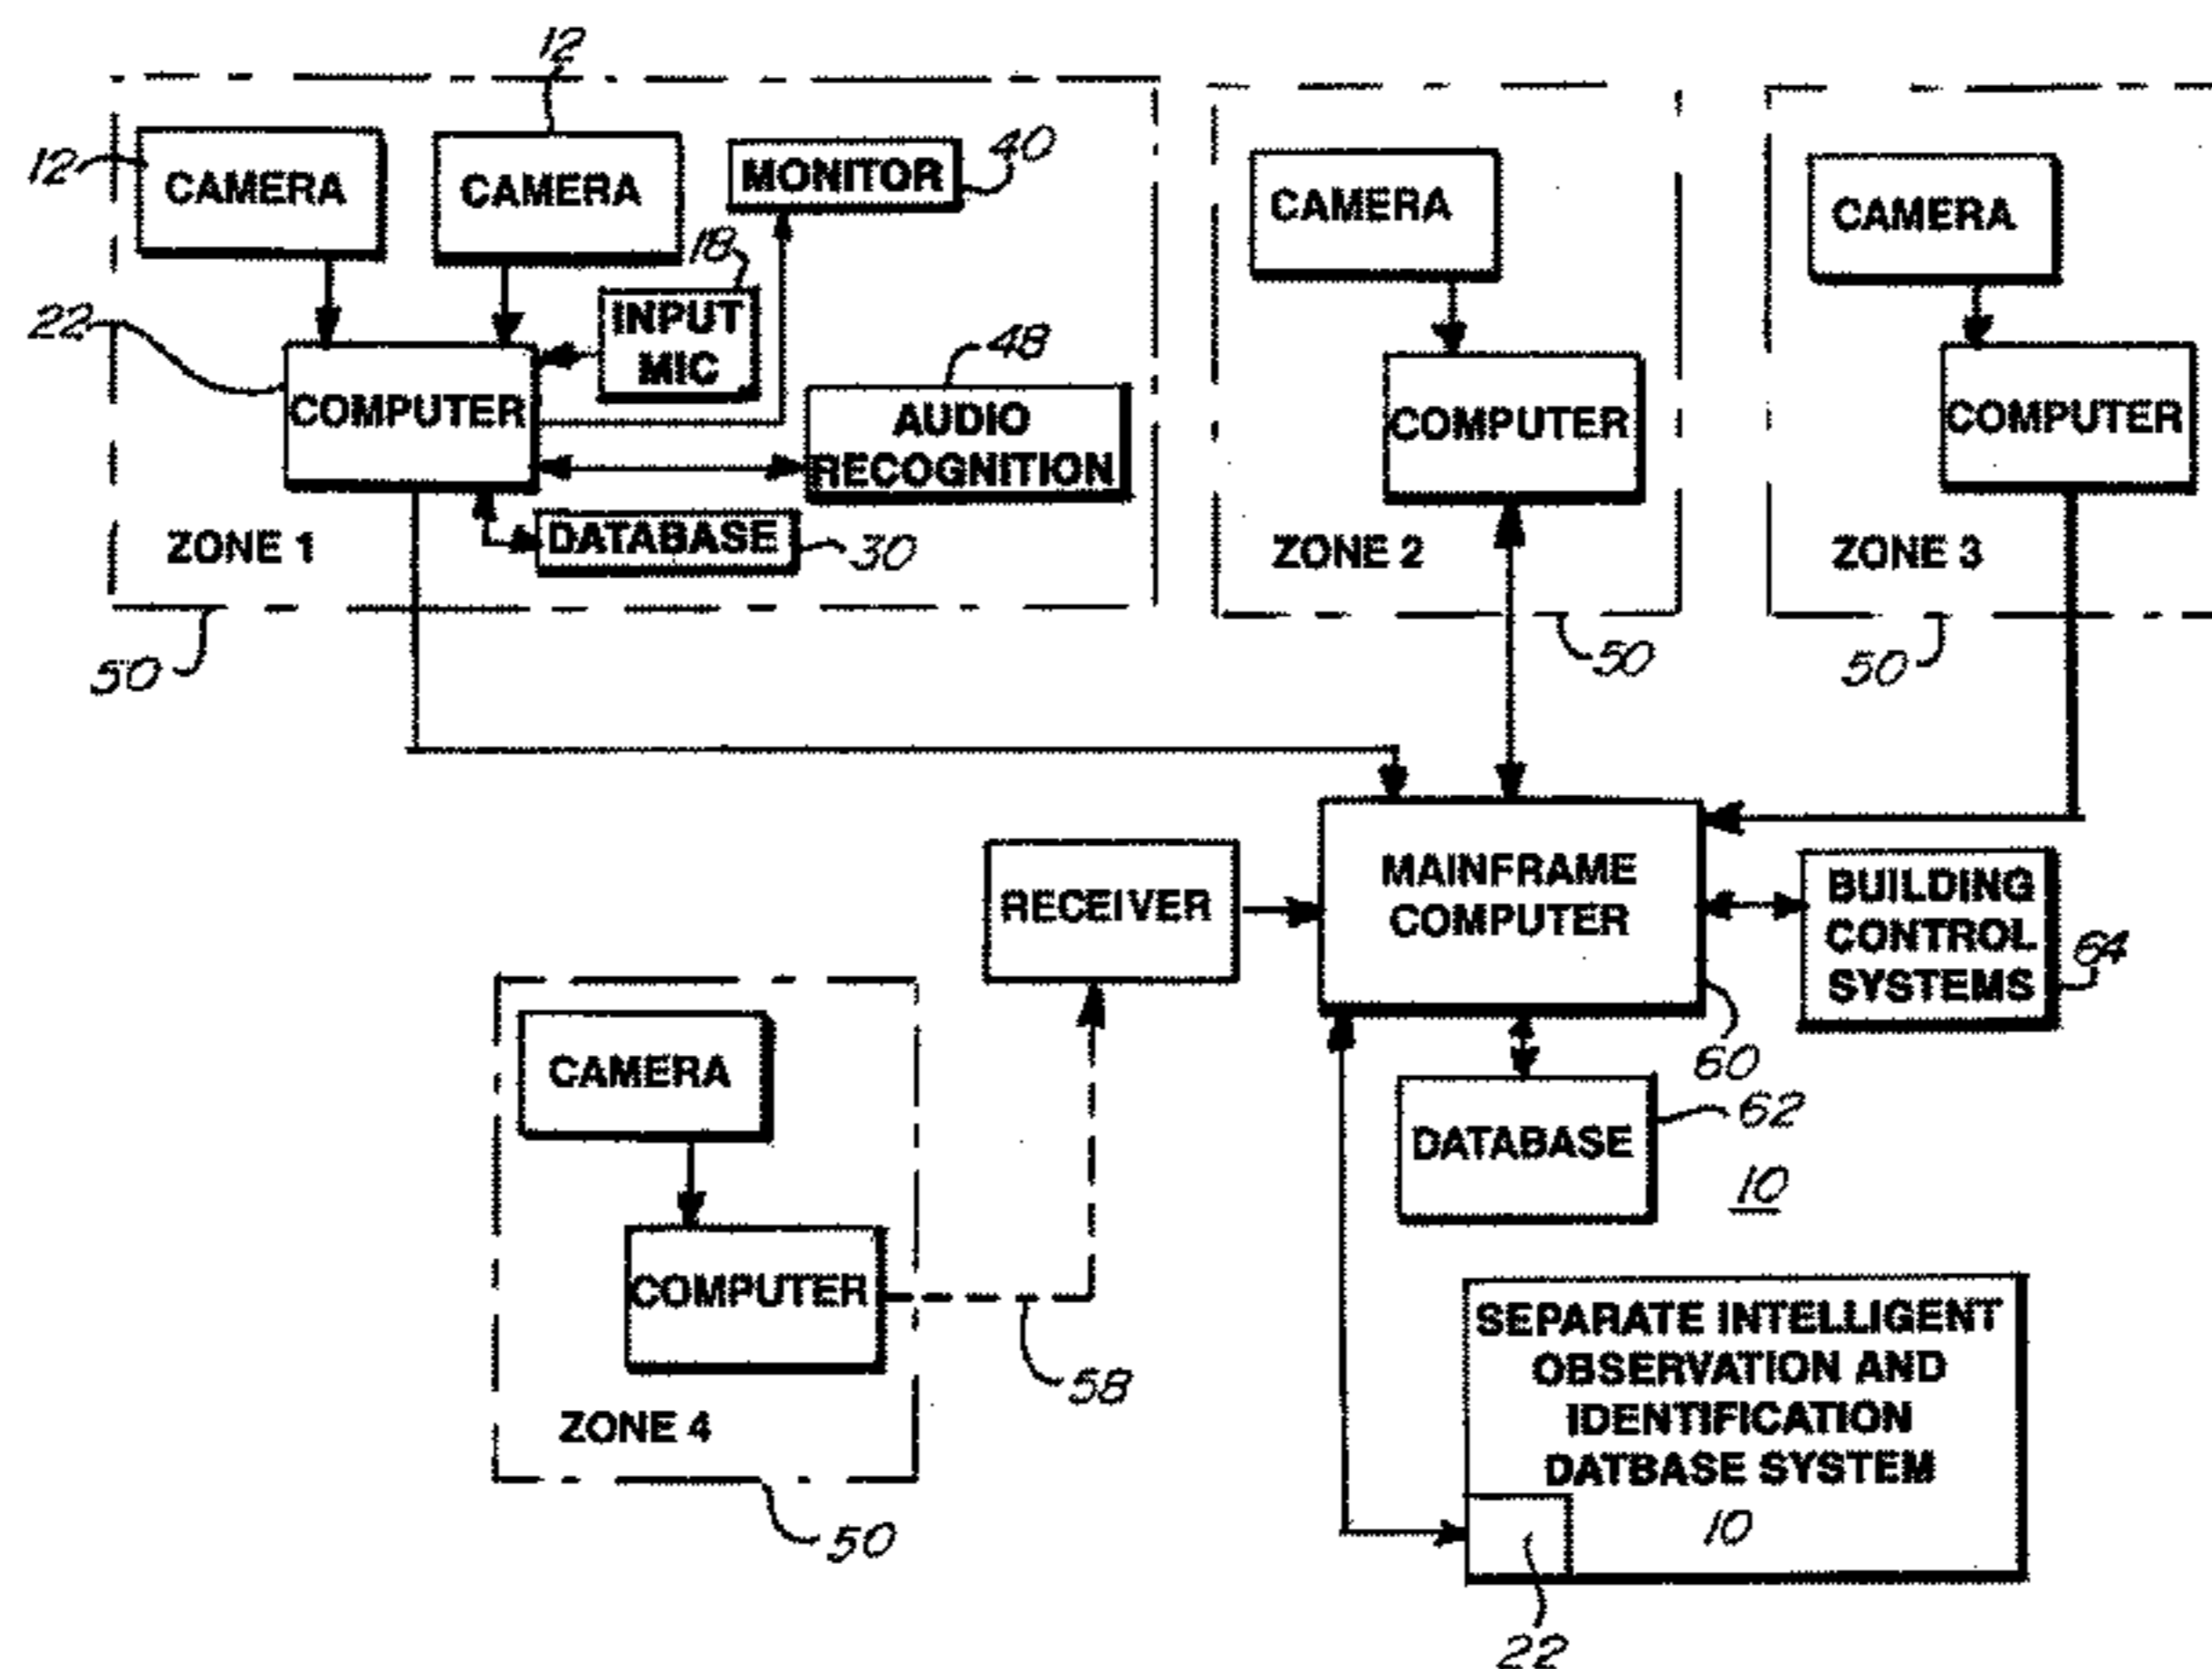 12
12
CAMERA
CAMERA
MONITOR
40
18
INPUT
MIC
22
COMPUTER
48
AUDIO
RECOGNITION
DATABASE
30
ZONE 1
50
CAMERA
COMPUTER
ZONE 2
50
CAMERA
COMPUTER
ZONE 3
50
RECEIVER
MAINFRAME
COMPUTER
60
BUILDING
CONTROL
SYSTEMS
64
DATABASE
62
10
CAMERA
COMPUTER
58
ZONE 4
50
SEPARATE INTELLIGENT
OBSERVATION AND
IDENTIFICATION
DATBASE SYSTEM
10
22